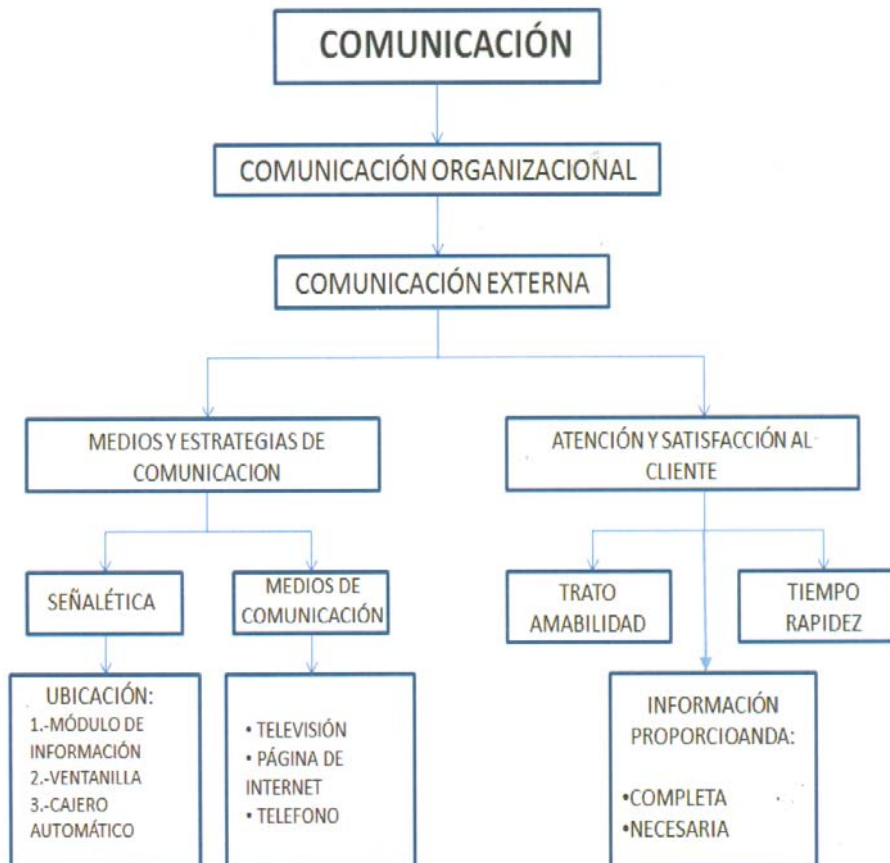 COMUNICACIÓN
COMUNICACIÓN ORGANIZACIONAL
COMUNICACIÓN EXTERNA
MEDIOS Y ESTRATEGIAS DE
COMUNICACION
ATENCIÓN Y SATISFACCIÓN AL
CLIENTE
SEÑALÉTICA
MEDIOS DE
COMUNICACIÓN
TRATO
AMABILIDAD
TIEMPO
RAPIDEZ
UBICACIÓN:
1.-MÓDULO DE
INFORMACIÓN
2.-VENTANILLA
3.-CAJERO
AUTOMÁTICO
• TELEVISIÓN
• PÁGINA DE
INTERNET
• TELEFONO
INFORMACIÓN
PROPORCIOANDA:
•COMPLETA
•NECESARIA